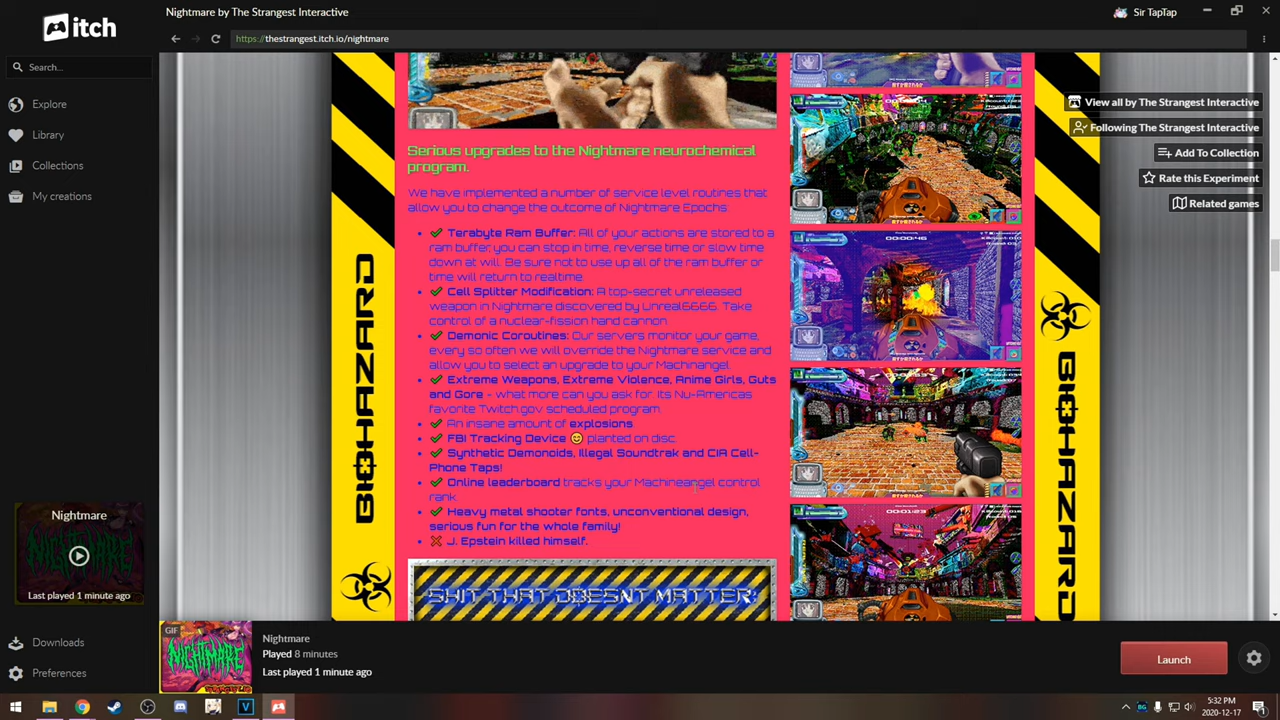 Nightmare by The Strangest Interactive
Sir TapTap
itch
https://thestrangest.itch.io/nightmare
Search...
Explore
Library
Collections
My creations
View all by The Strangest Interactive
Following The Strangest Interactive
Add To Collection
Rate this Experiment
Related games
BIOHAZARD
Serious upgrades to the Nightmare neurochemical
program.
We have implemented a number of service level routines that
allow you to change the outcome of Nightmare Epochs
Terabyte Ram Buffer: All of your actions are stored to a
ram buffer, you can stop in time, reverse time or slow time
down at will. Be sure not to use up all of the ram buffer or
time will return to realtime.
Cell Splitter Modification: A top-secret unreleased
weapon in Nightmare discovered by Unreal6666. Take
control of a nuclear-fission hand cannon.
Demonic Coroutines: Our servers monitor your game,
every so often we will override the Nightmare service and
allow you to select an upgrade to your Machinangel.
Extreme Weapons, Extreme Violence, Anime Girls, Guts
and Gore - what more can you ask for. Its Nu-Americas
favorite Twitch.gov scheduled program.
An insane amount of explosions.
FBI Tracking Device planted on disc.
Synthetic Demonoids, Illegal Soundtrak and CIA Cell-
Phone Taps!
Online leaderboard tracks your Machineangel control
rank.
Heavy metal shooter fonts, unconventional design,
serious fun for the whole family!
J. Epstein killed himself.
SHIT THAT DOESNT MATTER
BIOHAZARD
00:00:46
00:01:23
Nightmare
Last played 1 minute ago
Downloads
Preferences
GIF
NIGHTMARE
Nightmare
Played 8 minutes
Last played 1 minute ago
Launch
5:32 PM
2020-12-17